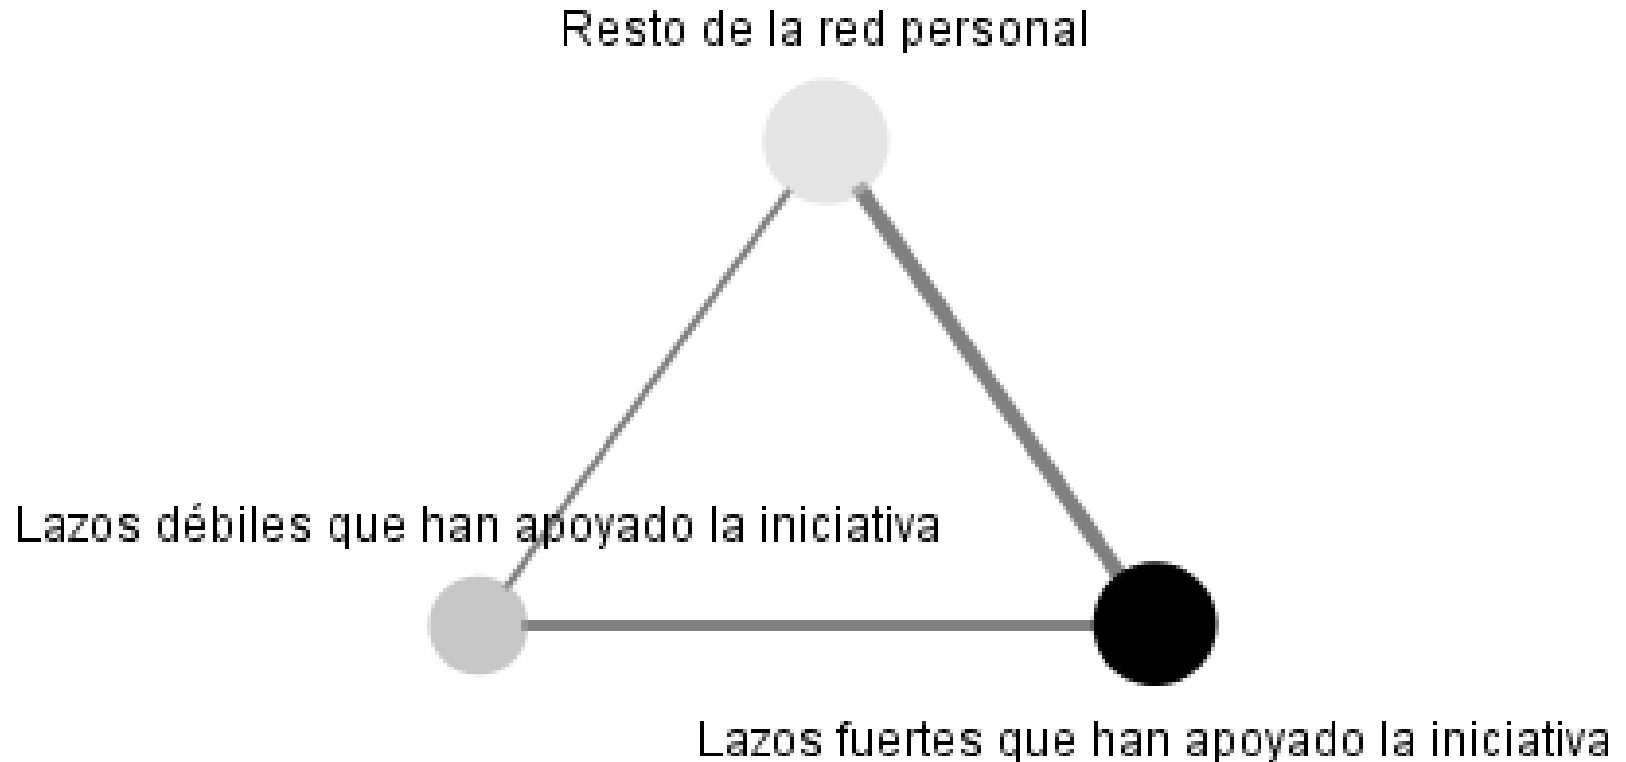 Resto de la red personal
Lazos débiles que han apoyado la iniciativa
Lazos fuertes que han apoyado la iniciativa